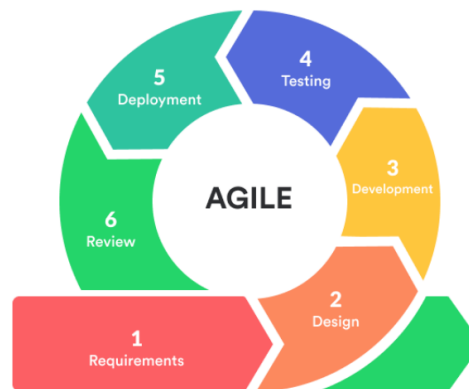 AGILE
1
Requirements
2
Design
3
Development
4
Testing
5
Deployment
6
Review